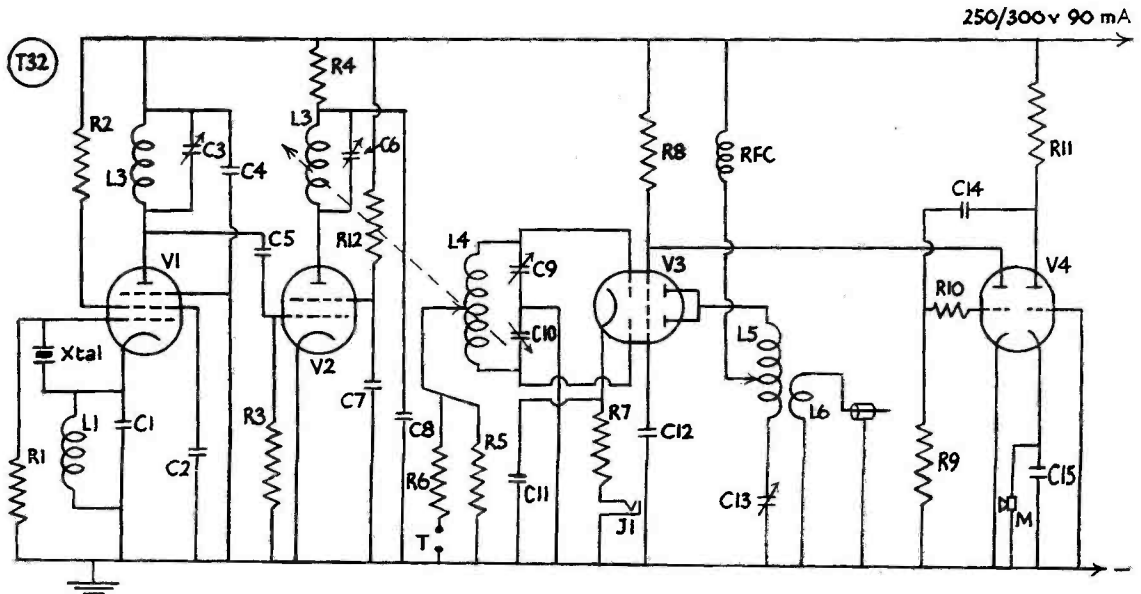 250/300v 90 mA
T32
R4
R2
L3
C6
C3
L3
C4
R8
RFC
R11
C14
C5
R12
L4
V1
C9
V3
V4
R10
C10
L5
Xtal
V2
L6
R7
C7
R3
L1
C1
C8
C12
R5
R9
R1
C2
R6
C11
C13
C15
M
J1
T